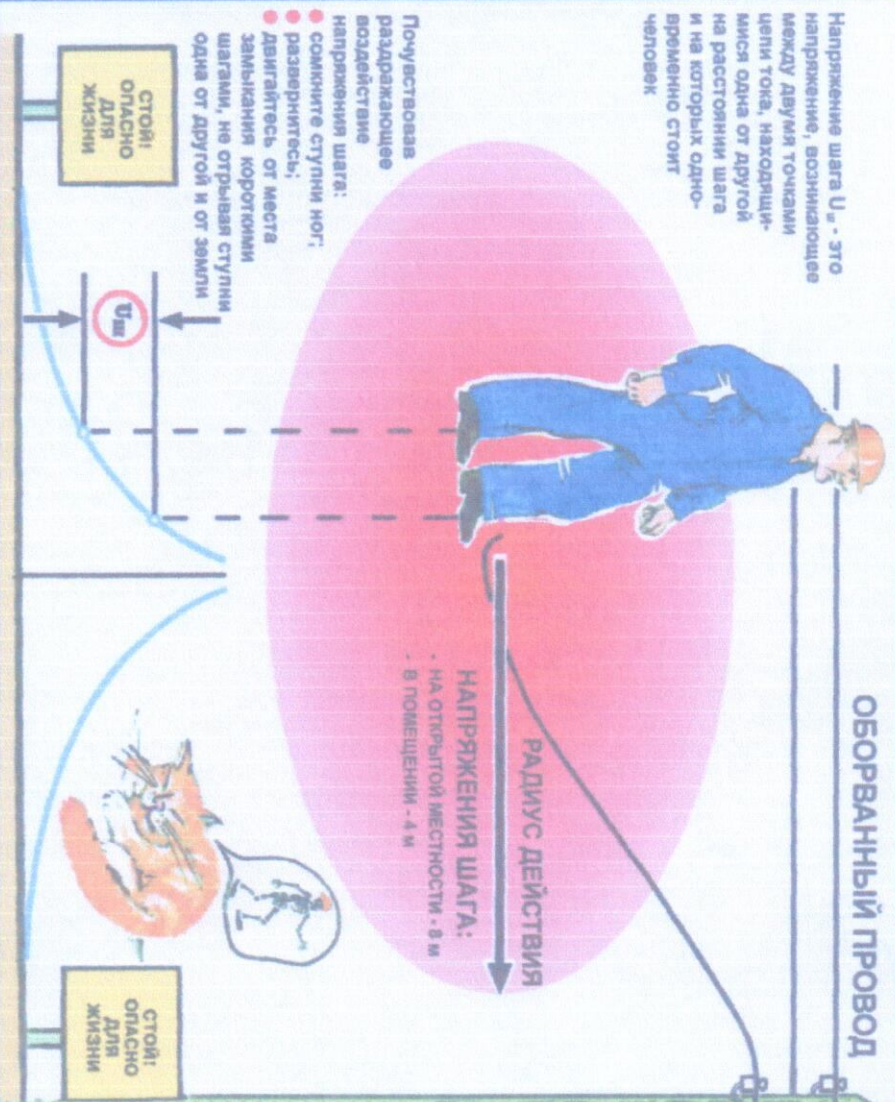 ОБОРВАННЫЙ ПРОВОД
Напряжение шага Uш - это
напряжение, возникающее
между двумя точками
цепи тока, находящи-
мися одна от другой
на расстоянии шага
и на которых одно-
временно стоит
человек
РАДИУС ДЕЙСТВИЯ
НАПРЯЖЕНИЯ ШАГА:
- НА ОТКРЫТОЙ МЕСТНОСТИ - 8 м
- В ПОМЕЩЕНИИ - 4 м
Почувствовав
раздражающее
воздействие
напряжения шага:
• сомкните ступни ног;
• развернитесь;
• двигайтесь от места
замыкания короткими
шагами, не отрывая ступни
одна от другой и от земли
Uш
СТОЙ!
ОПАСНО
ДЛЯ
ЖИЗНИ
СТОЙ!
ОПАСНО
ДЛЯ
ЖИЗНИ